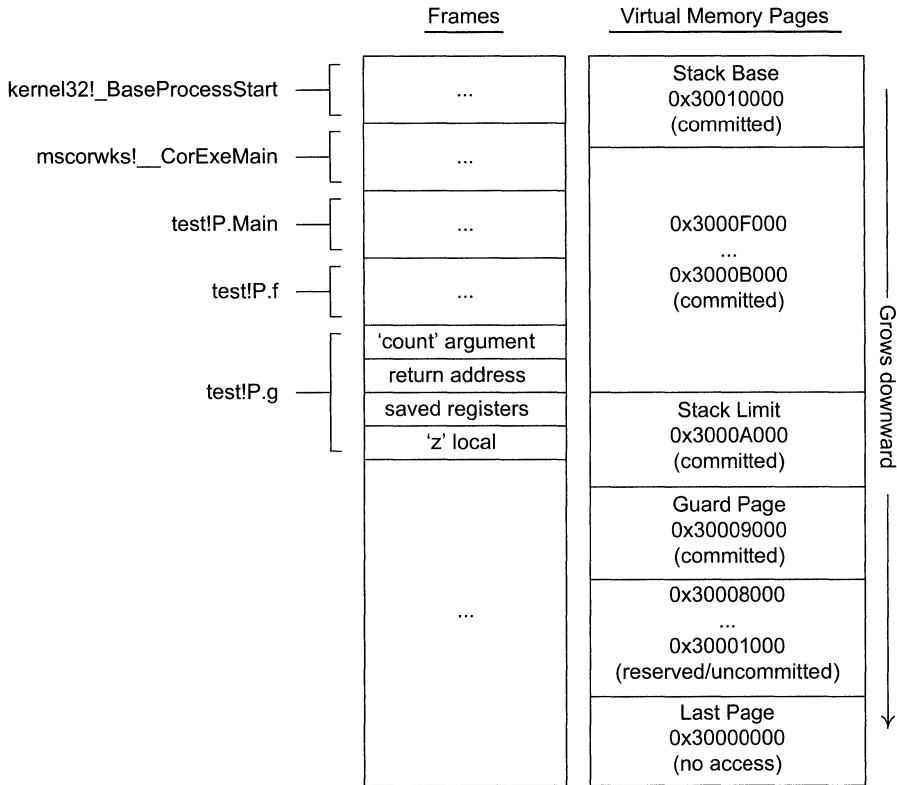 Frames
Virtual Memory Pages
kernel32!_BaseProcessStart
...
Stack Base
0x30010000
(committed)
mscorwks!__CorExeMain
...
test!P.Main
...
0x3000F000
...
0x3000B000
(committed)
test!P.f
...
test!P.g
‘count’ argument
return address
saved registers
‘z’ local
Stack Limit
0x3000A000
(committed)
Guard Page
0x30009000
(committed)
...
0x30008000
...
0x30001000
(reserved/uncommitted)
Last Page
0x30000000
(no access)
Grows downward